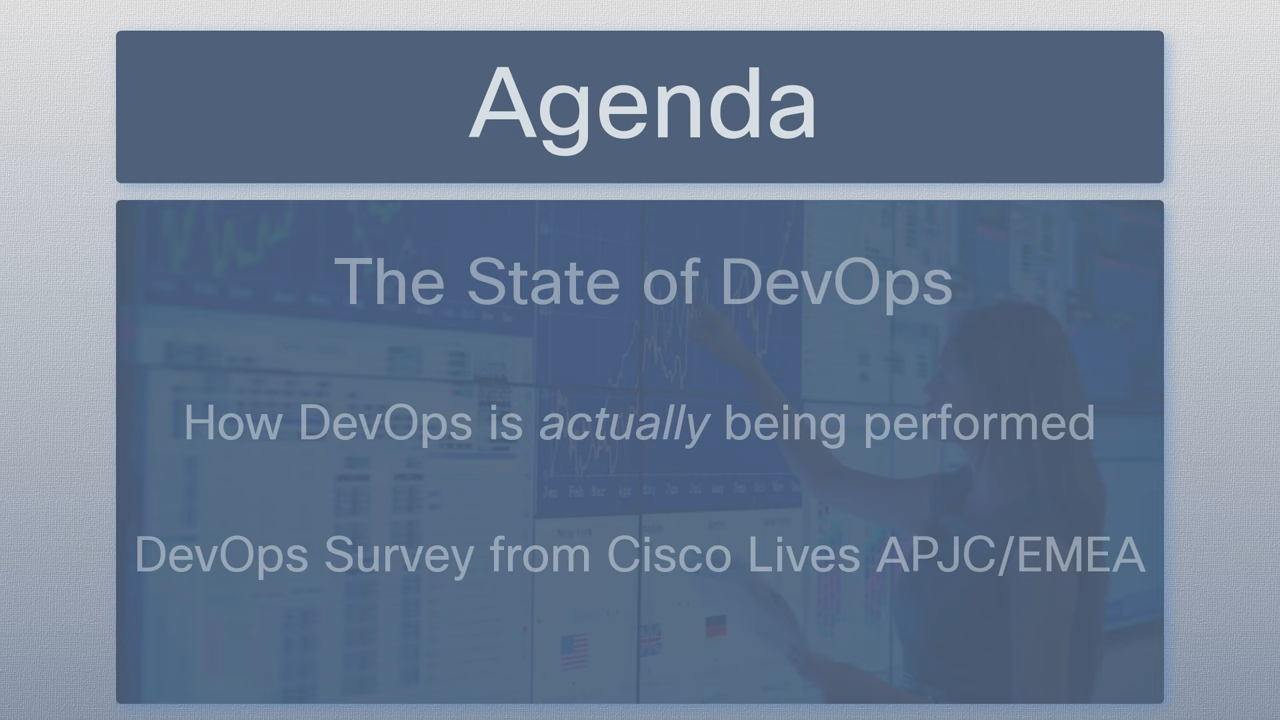 Agenda
The State of DevOps
How DevOps is actually being performed
DevOps Survey from Cisco Lives APJC/EMEA